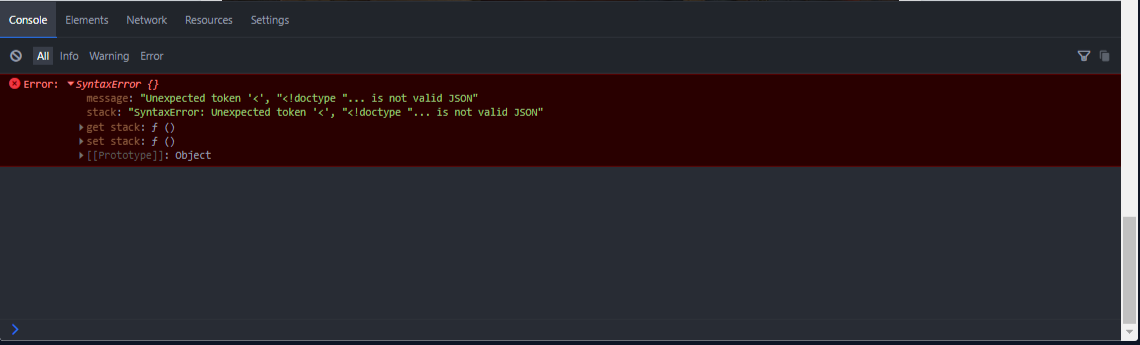 Console Elements Network Resources Settings
All Info Warning Error
Error: ▼SyntaxError {}
message: "Unexpected token '<', "<!doctype "... is not valid JSON"
stack: "SyntaxError: Unexpected token '<', "<!doctype "... is not valid JSON"
▶get stack: ƒ ()
▶set stack: ƒ ()
▶[[Prototype]]: Object